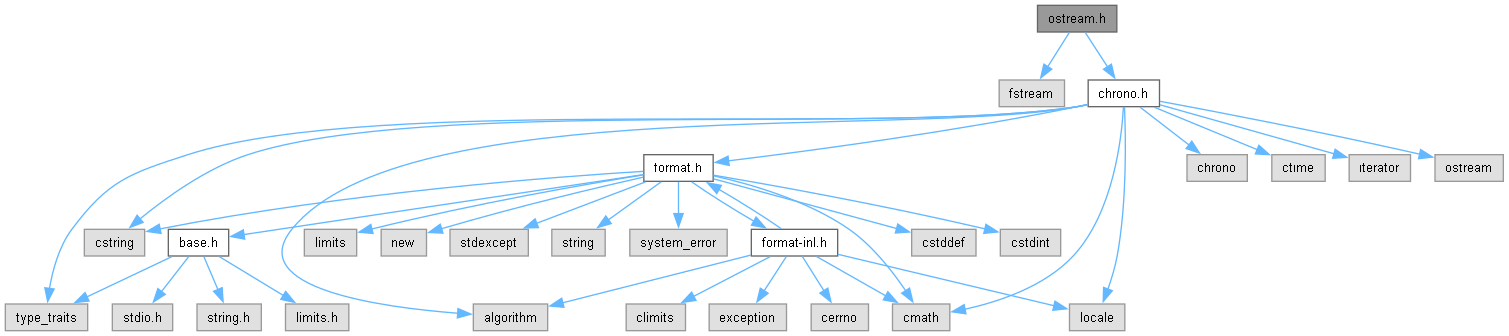 ostream.h
fstream
chrono.h
format.h
chrono
ctime
iterator
ostream
cstring
base.h
limits
new
stdexcept
string
system_error
format-inl.h
cstddef
cstdint
type_traits
stdio.h
string.h
limits.h
algorithm
climits
exception
cerrno
cmath
locale